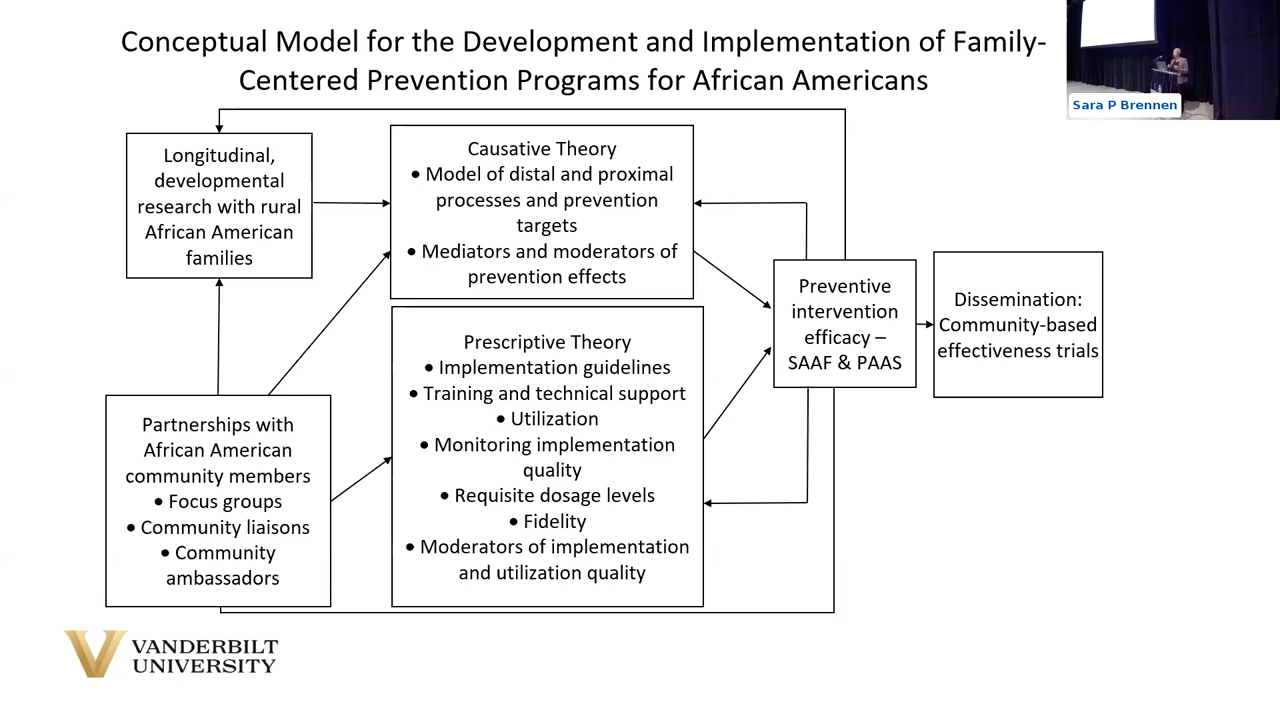 Conceptual Model for the Development and Implementation of Family-
Centered Prevention Programs for African Americans
Sara P Brennen
Longitudinal,
developmental
research with rural
African American
families
Causative Theory
• Model of distal and proximal
processes and prevention
targets
• Mediators and moderators of
prevention effects
Partnerships with
African American
community members
• Focus groups
• Community liaisons
• Community
ambassadors
Prescriptive Theory
• Implementation guidelines
• Training and technical support
• Utilization
• Monitoring implementation
quality
• Requisite dosage levels
• Fidelity
• Moderators of implementation
and utilization quality
Preventive
intervention
efficacy –
SAAF & PAAS
Dissemination:
Community-based
effectiveness trials
VANDERBILT
UNIVERSITY